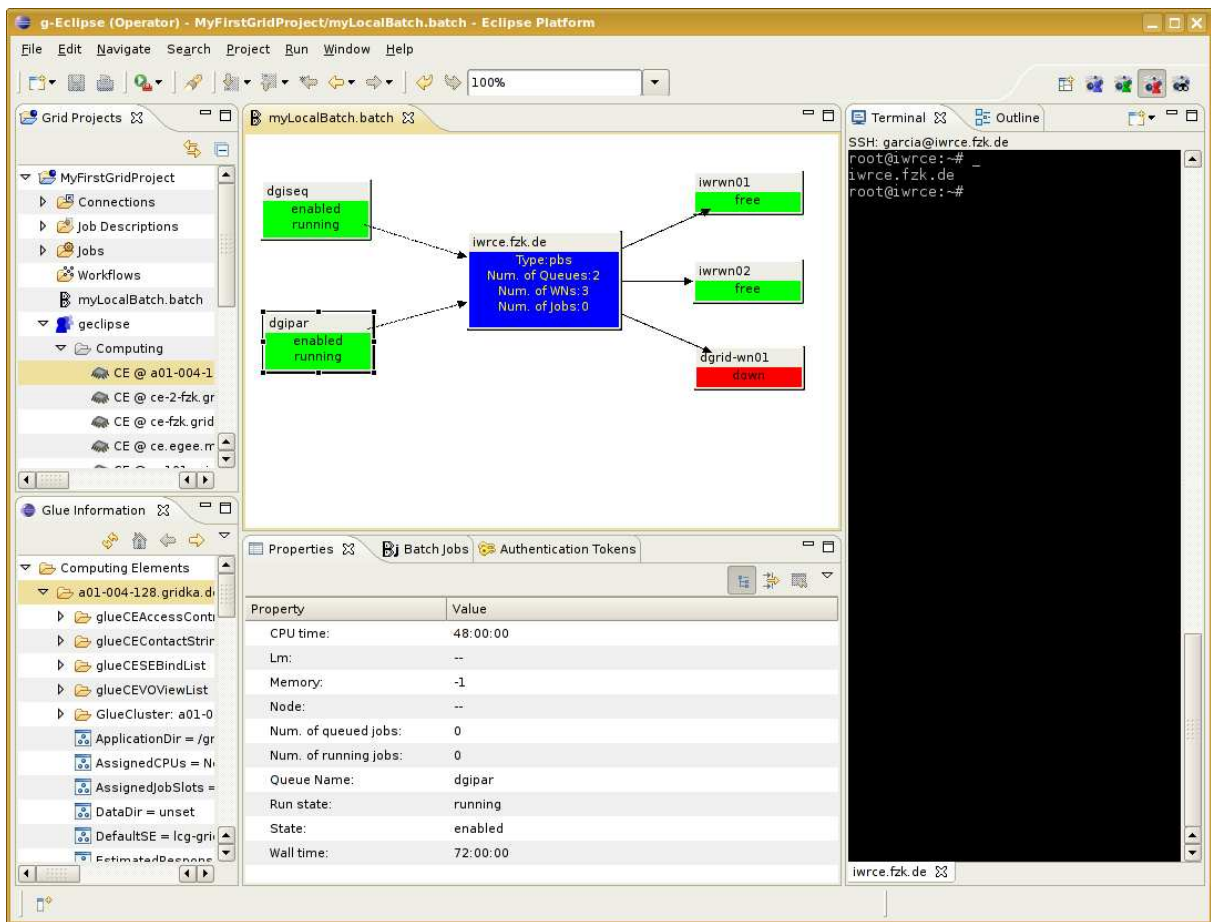 g-Eclipse (Operator) - MyFirstGridProject/myLocalBatch.batch - Eclipse Platform
File Edit Navigate Search Project Run Window Help
100%
Grid Projects
MyFirstGridProject
Connections
Job Descriptions
Jobs
Workflows
myLocalBatch.batch
geclipse
Computing
CE @ a01-004-1
CE @ ce-2-fzk.gr
CE @ ce-fzk.grid
CE @ ce.egee.m
Glue Information
Computing Elements
a01-004-128.gridka.d
glueCEAccessContr
glueCEContactStrin
glueCESEBindList
glueCEVOViewList
GlueCluster: a01-0
ApplicationDir = /gr
AssignedCPUs = N
AssignedJobSlots =
DataDir = unset
DefaultSE = lcg-gri
EstimatedRespons
myLocalBatch.batch
dgiseq
enabled
running
dgipar
enabled
running
iwrce.fzk.de
Type:pbs
Num. of Queues:2
Num. of WNs:3
Num. of Jobs:0
iwrwn01
free
iwrwn02
free
dgrid-wn01
down
Properties Bj Batch Jobs Authentication Tokens
Property Value
CPU time: 48:00:00
Lm: --
Memory: -1
Node: --
Num. of queued jobs: 0
Num. of running jobs: 0
Queue Name: dgipar
Run state: running
State: enabled
Wall time: 72:00:00
Terminal Outline
SSH: garcia@iwrce.fzk.de
root@iwrce:~# _
iwrce.fzk.de
root@iwrce:~#
iwrce.fzk.de